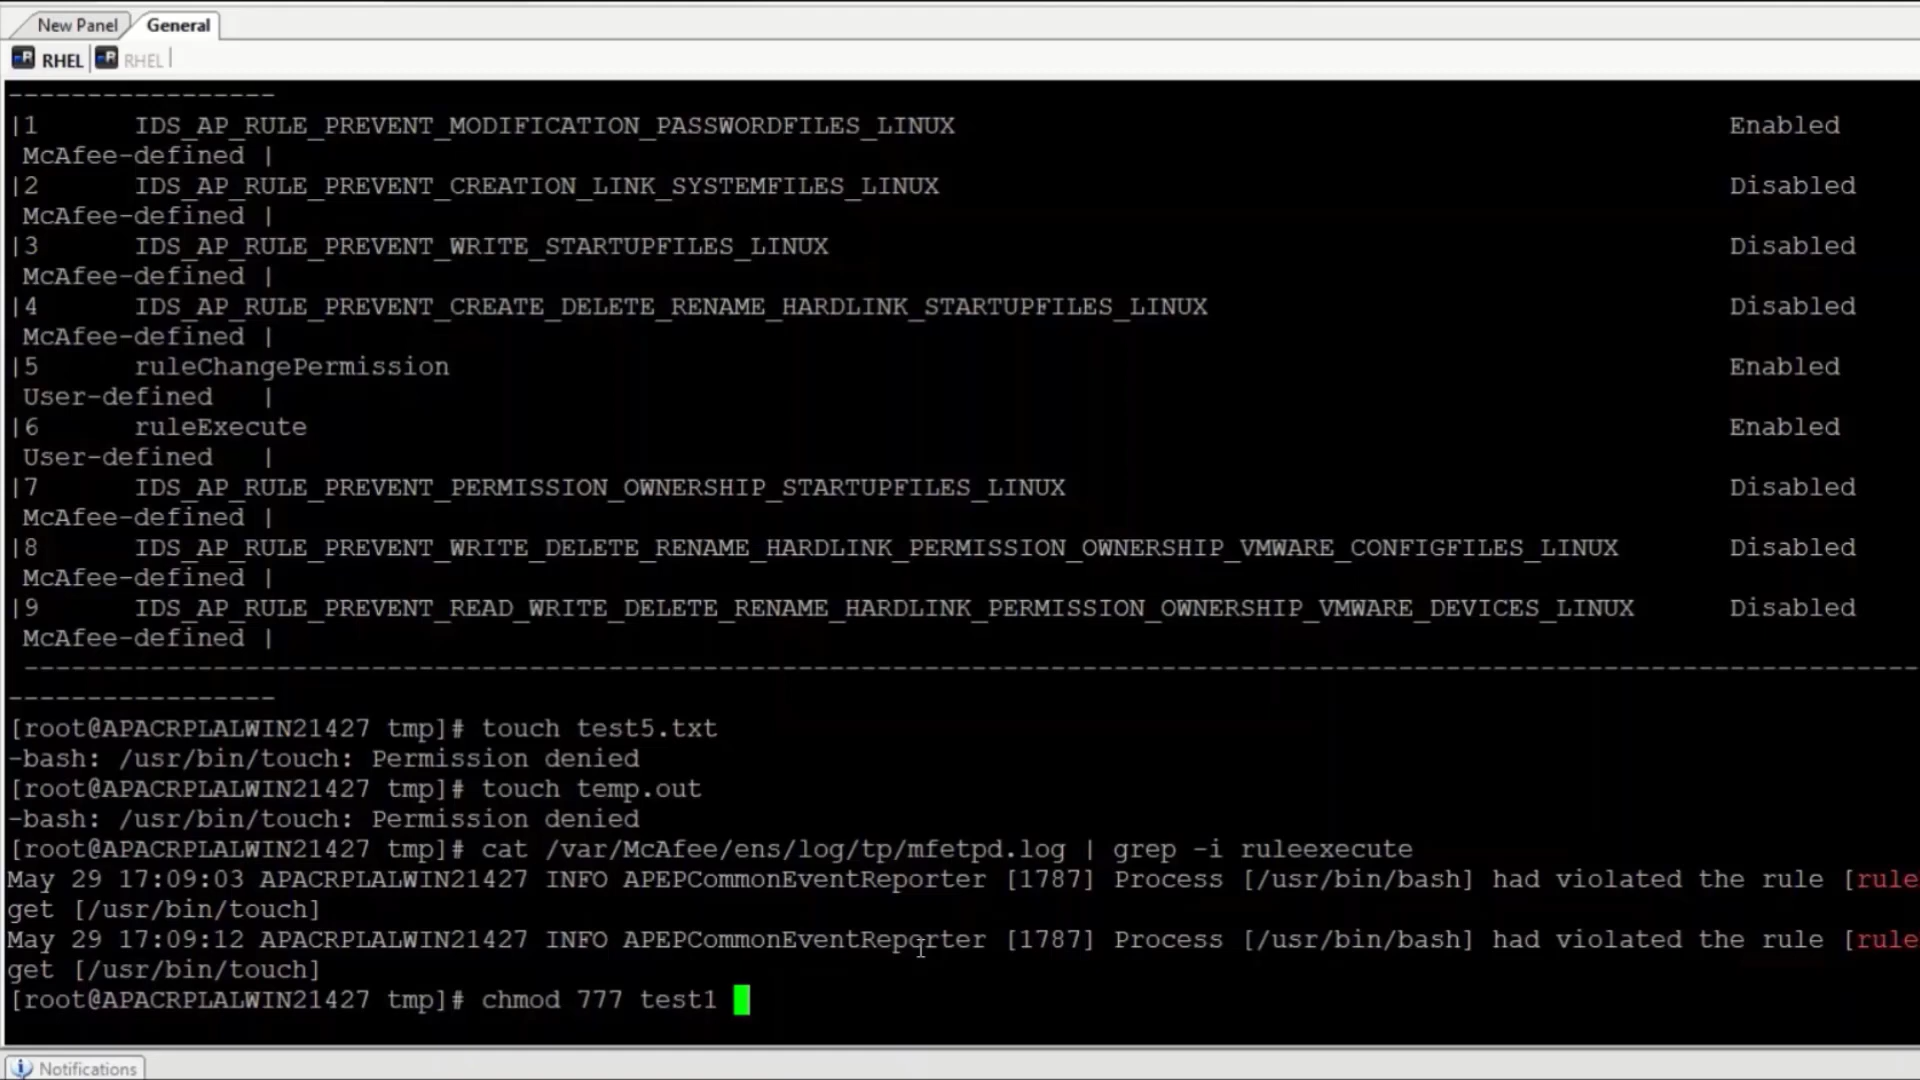 New Panel General
RHEL RHEL
-----------------
|1 IDS_AP_RULE_PREVENT_MODIFICATION_PASSWORDFILES_LINUX Enabled
McAfee-defined |
|2 IDS_AP_RULE_PREVENT_CREATION_LINK_SYSTEMFILES_LINUX Disabled
McAfee-defined |
|3 IDS_AP_RULE_PREVENT_WRITE_STARTUPFILES_LINUX Disabled
McAfee-defined |
|4 IDS_AP_RULE_PREVENT_CREATE_DELETE_RENAME_HARDLINK_STARTUPFILES_LINUX Disabled
McAfee-defined |
|5 ruleChangePermission Enabled
User-defined |
|6 ruleExecute Enabled
User-defined |
|7 IDS_AP_RULE_PREVENT_PERMISSION_OWNERSHIP_STARTUPFILES_LINUX Disabled
McAfee-defined |
|8 IDS_AP_RULE_PREVENT_WRITE_DELETE_RENAME_HARDLINK_PERMISSION_OWNERSHIP_VMWARE_CONFIGFILES_LINUX Disabled
McAfee-defined |
|9 IDS_AP_RULE_PREVENT_READ_WRITE_DELETE_RENAME_HARDLINK_PERMISSION_OWNERSHIP_VMWARE_DEVICES_LINUX Disabled
McAfee-defined |
------------------------------------------------------------------------------------------------------------------------
-----------------
[root@APACRPLALWIN21427 tmp]# touch test5.txt
-bash: /usr/bin/touch: Permission denied
[root@APACRPLALWIN21427 tmp]# touch temp.out
-bash: /usr/bin/touch: Permission denied
[root@APACRPLALWIN21427 tmp]# cat /var/McAfee/ens/log/tp/mfetpd.log | grep -i ruleexecute
May 29 17:09:03 APACRPLALWIN21427 INFO APEPCommonEventReporter [1787] Process [/usr/bin/bash] had violated the rule [rule
get [/usr/bin/touch]
May 29 17:09:12 APACRPLALWIN21427 INFO APEPCommonEventReporter [1787] Process [/usr/bin/bash] had violated the rule [rule
get [/usr/bin/touch]
[root@APACRPLALWIN21427 tmp]# chmod 777 test1
Notifications